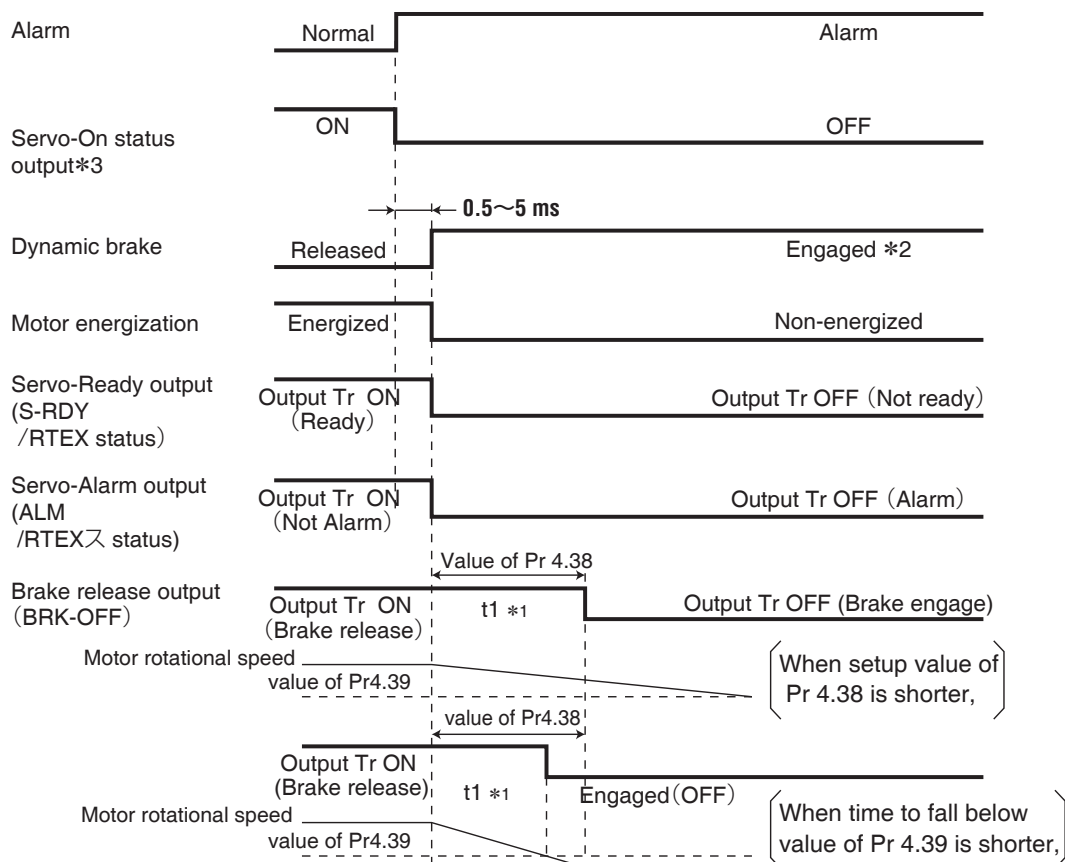 Alarm
Normal
Alarm
Servo-On status
output*3
ON
OFF
0.5〜5 ms
Dynamic brake
Released
Engaged *2
Motor energization
Energized
Non-energized
Servo-Ready output
(S-RDY
/RTEX status)
Output Tr ON
(Ready)
Output Tr OFF (Not ready)
Servo-Alarm output
(ALM
/RTEXス status)
Output Tr ON
(Not Alarm)
Output Tr OFF (Alarm)
Value of Pr 4.38
Brake release output
(BRK-OFF)
Output Tr ON
(Brake release)
t1 *1
Output Tr OFF (Brake engage)
Motor rotational speed
value of Pr4.39
When setup value of
Pr 4.38 is shorter,
value of Pr4.38
Output Tr ON
(Brake release)
t1 *1
Engaged(OFF)
Motor rotational speed
value of Pr4.39
When time to fall below
value of Pr 4.39 is shorter,